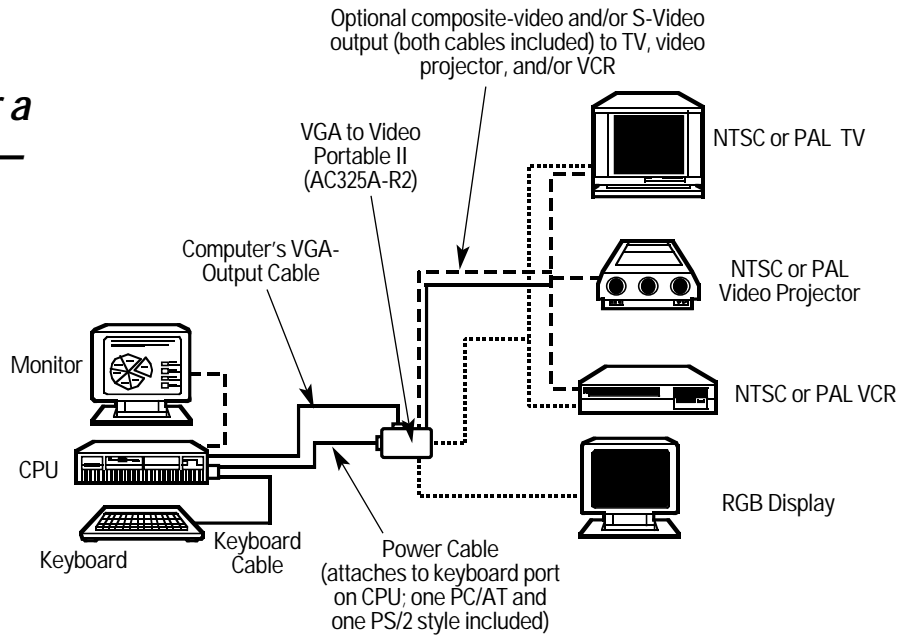 Optional composite-video and/or S-Video
output (both cables included) to TV, video
projector, and/or VCR
a
VGA to Video
Portable II
(AC325A-R2)
NTSC or PAL TV
Computer's VGA-
Output Cable
NTSC or PAL
Video Projector
Monitor
NTSC or PAL VCR
CPU
RGB Display
Keyboard
Keyboard
Cable
Power Cable
(attaches to keyboard port
on CPU; one PC/AT and
one PS/2 style included)